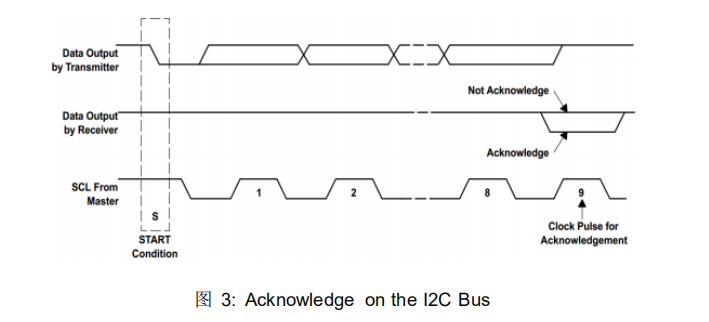 Data Output
by Transmitter
Not Acknowledge
Data Output
by Receiver
Acknowledge
SCL From
Master
1
2
8
9
S
START
Condition
Clock Pulse for
Acknowledgement
图 3: Acknowledge on the I2C Bus